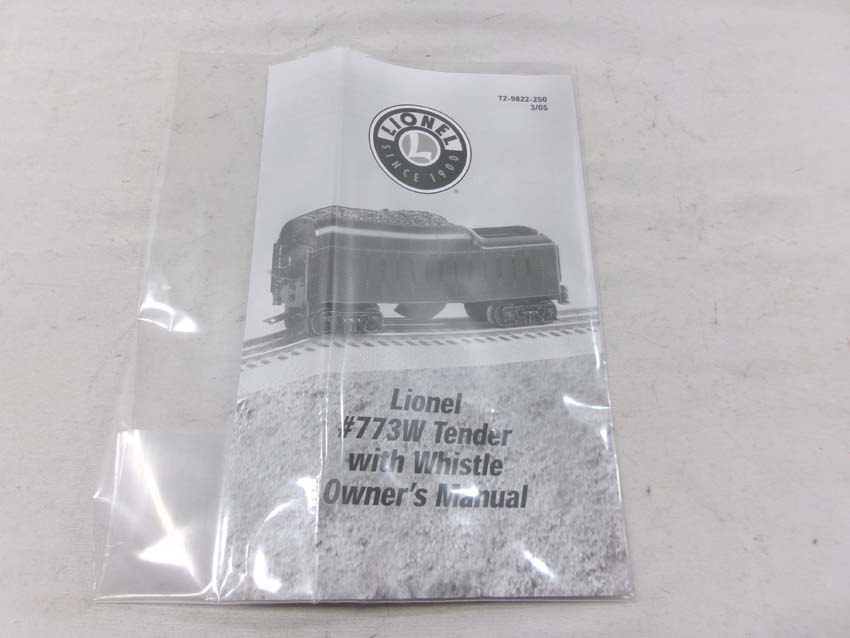 72-9822-250
3/05
LIONEL
L
SINCE 1900
®
Lionel
#773W Tender
with Whistle
Owner's Manual